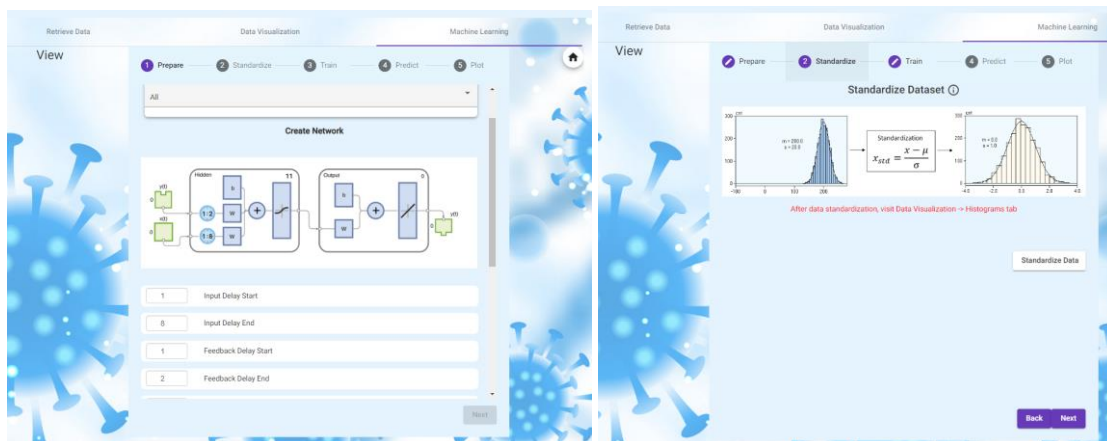 Retrieve Data
Data Visualization
Machine Learning
View
1 Prepare
2 Standardize
3 Train
4 Predict
5 Plot
All
Create Network
Hidden
11
Output
y(t)
x(t)
1:2
1:8
b
w
w
b
w
y(t)
1 Input Delay Start
8 Input Delay End
1 Feedback Delay Start
2 Feedback Delay End
Next
Retrieve Data
Data Visualization
Machine Learning
View
Prepare
2 Standardize
Train
4 Predict
5 Plot
Standardize Dataset
Standardization
x_std = x − μ / σ
After data standardization, visit Data Visualization -> Histograms tab
Standardize Data
Back
Next